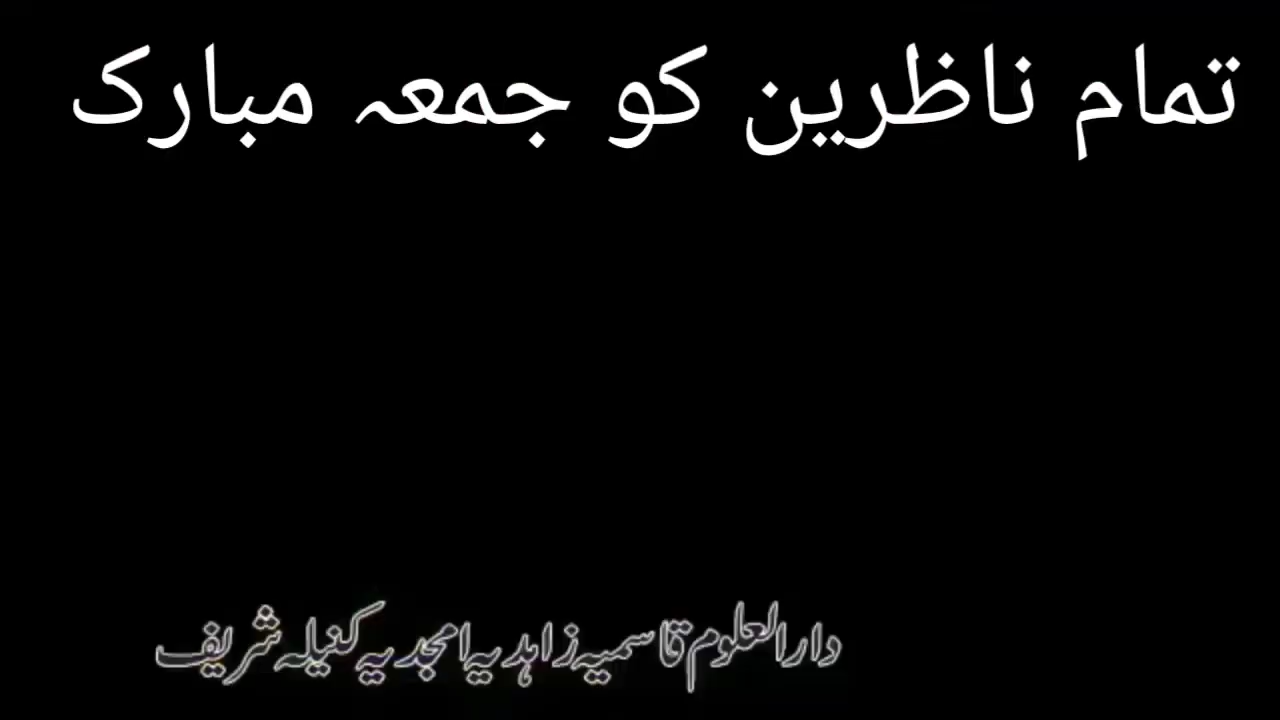 تمام ناظرین کو جمعہ مبارک
دارالعلوم قاسمیہ زاہدیہ امجدیہ کنیلہ شریف